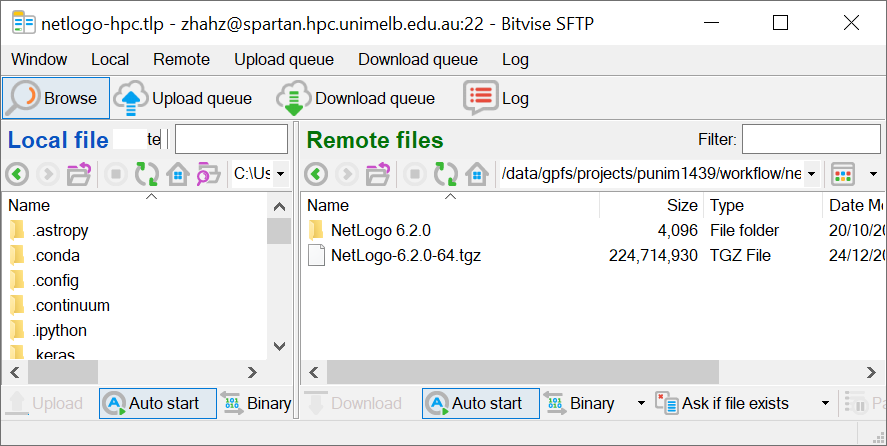 netlogo-hpc.tlp - zhahz@spartan.hpc.unimelb.edu.au:22 - Bitvise SFTP
Window Local Remote Upload queue Download queue Log
Browse Upload queue Download queue Log
Local file te Remote files Filter:
C:\Us /data/gpfs/projects/punim1439/workflow/ne
Name Name Size Type Date Mo
.astropy NetLogo 6.2.0 4,096 File folder 20/10/20
.conda NetLogo-6.2.0-64.tgz 224,714,930 TGZ File 24/12/20
.config
.continuum
.ipython
.keras
Upload Auto start Binary Download Auto start Binary Ask if file exists Pa